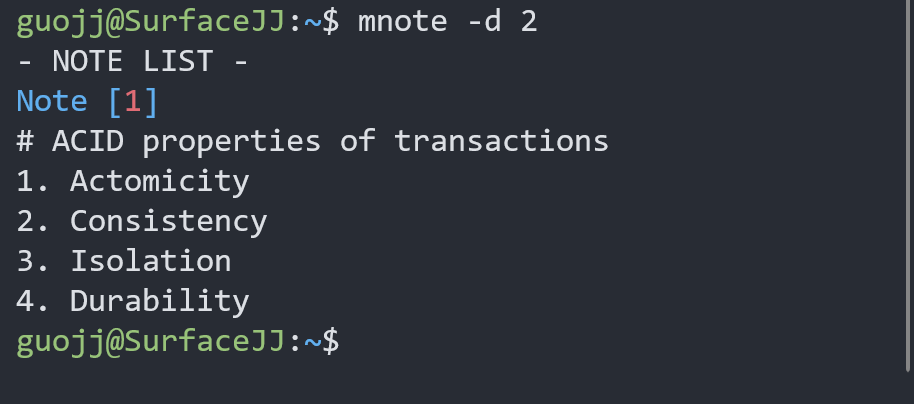 guojj@SurfaceJJ:~$ mnote -d 2
- NOTE LIST -
Note [1]
# ACID properties of transactions
1. Actomicity
2. Consistency
3. Isolation
4. Durability
guojj@SurfaceJJ:~$